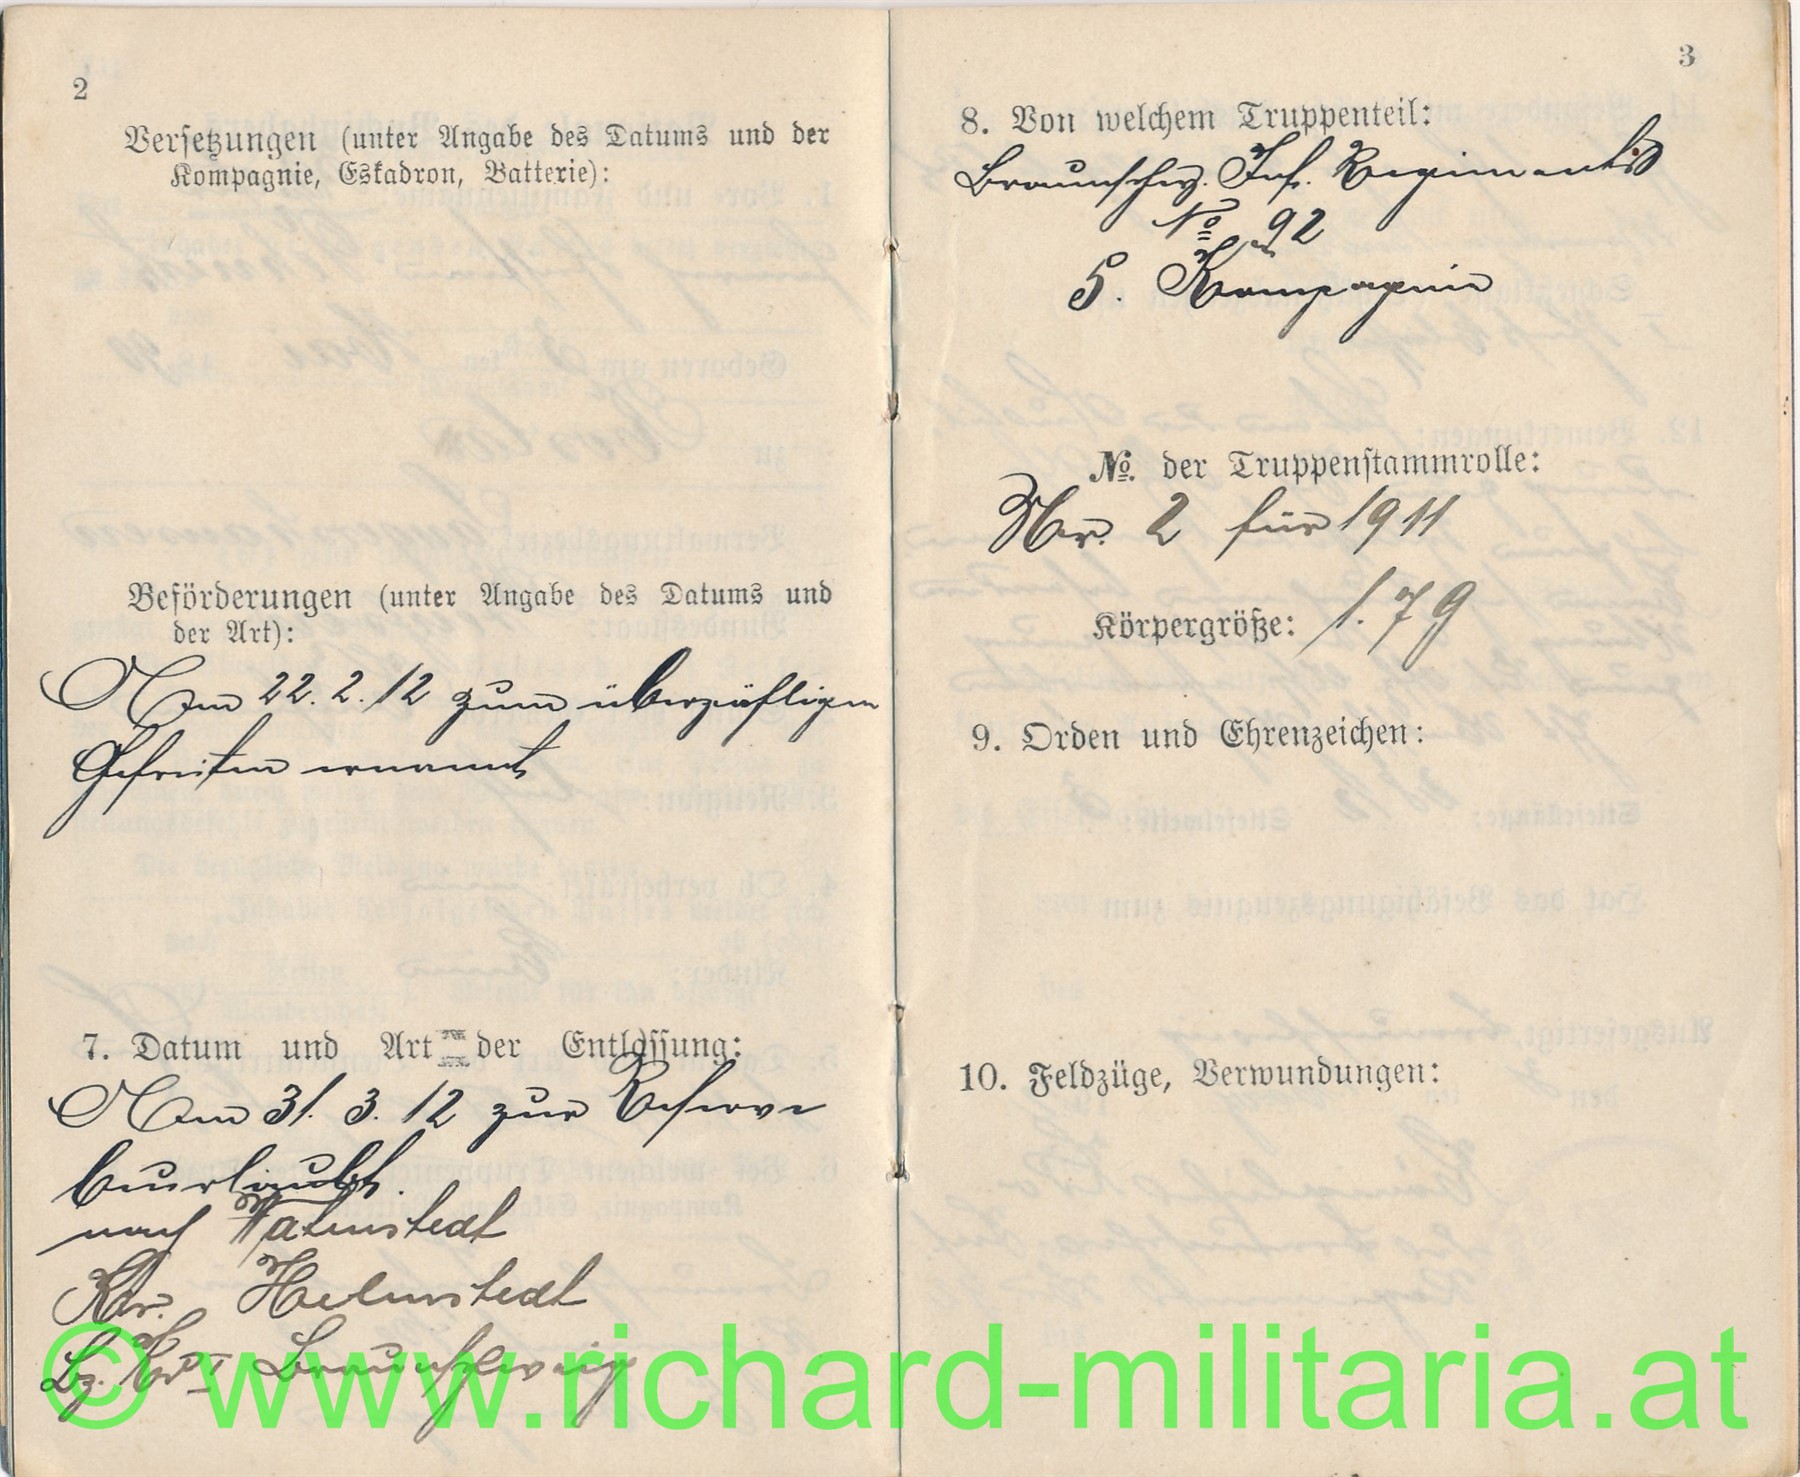 2
Versetzungen (unter Angabe des Datums und der
Kompagnie, Eskadron, Batterie):
Beförderungen (unter Angabe des Datums und
der Art):
Am 22. 2. 12 zum überzähligen
Gefreiten ernannt
7. Datum und Art der Entlassung:
Am 31. 3. 12 zur Reserve
beurlaubt.
nach Watenstedt
Kr. Helmstedt
Bz. Kdo I Braunschweig
3
8. Von welchem Truppenteil:
Braunschw. Inf. Regiments
No 92
5. Kompagnie
No. der Truppenstammrolle:
Nr. 2 für 1911
Körpergröße: 1.79
9. Orden und Ehrenzeichen:
10. Feldzüge, Verwundungen:
© www.richard-militaria.at